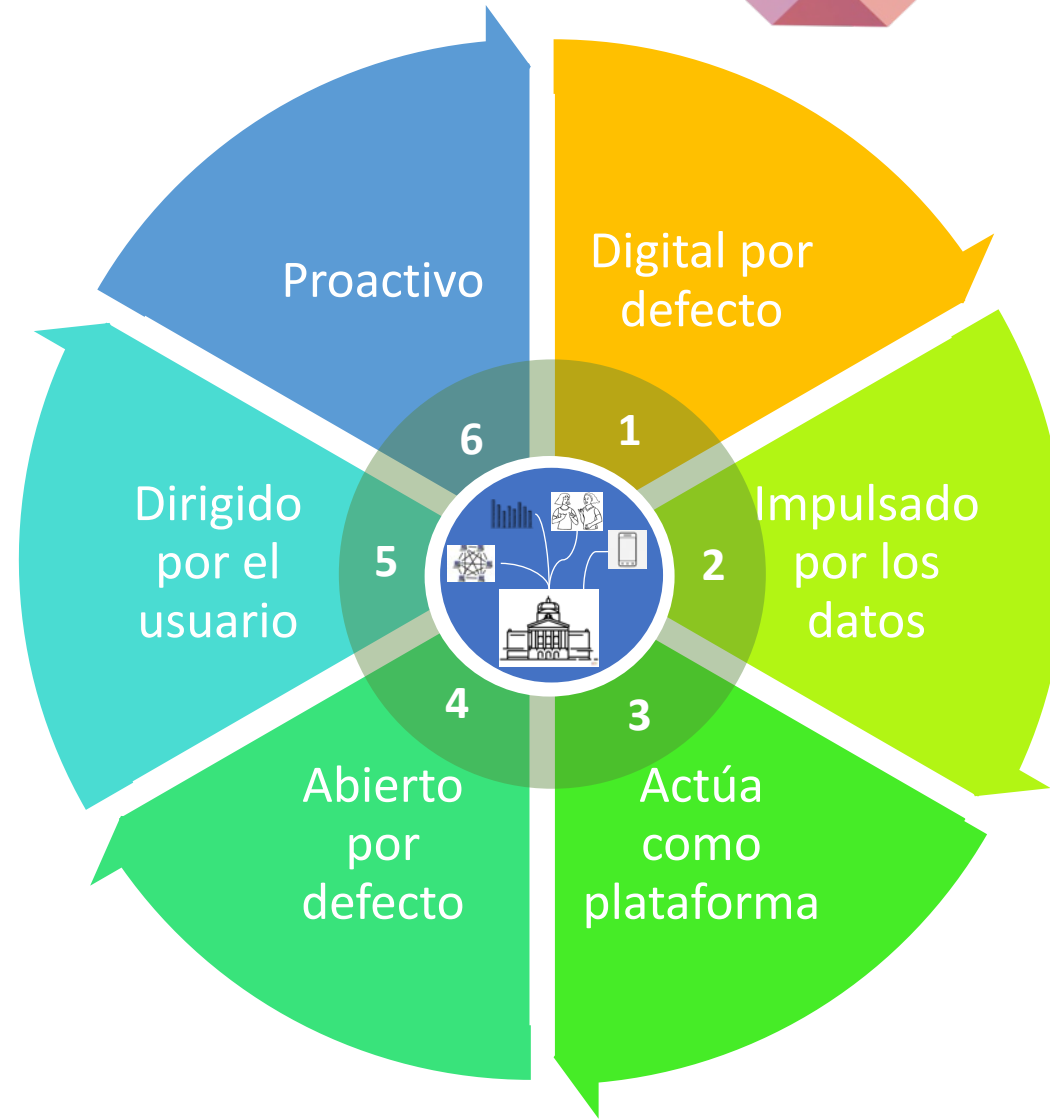 1
Digital por
defecto
2
Impulsado
por los
datos
3
Actúa
como
plataforma
4
Abierto
por
defecto
5
Dirigido
por el
usuario
6
Proactivo